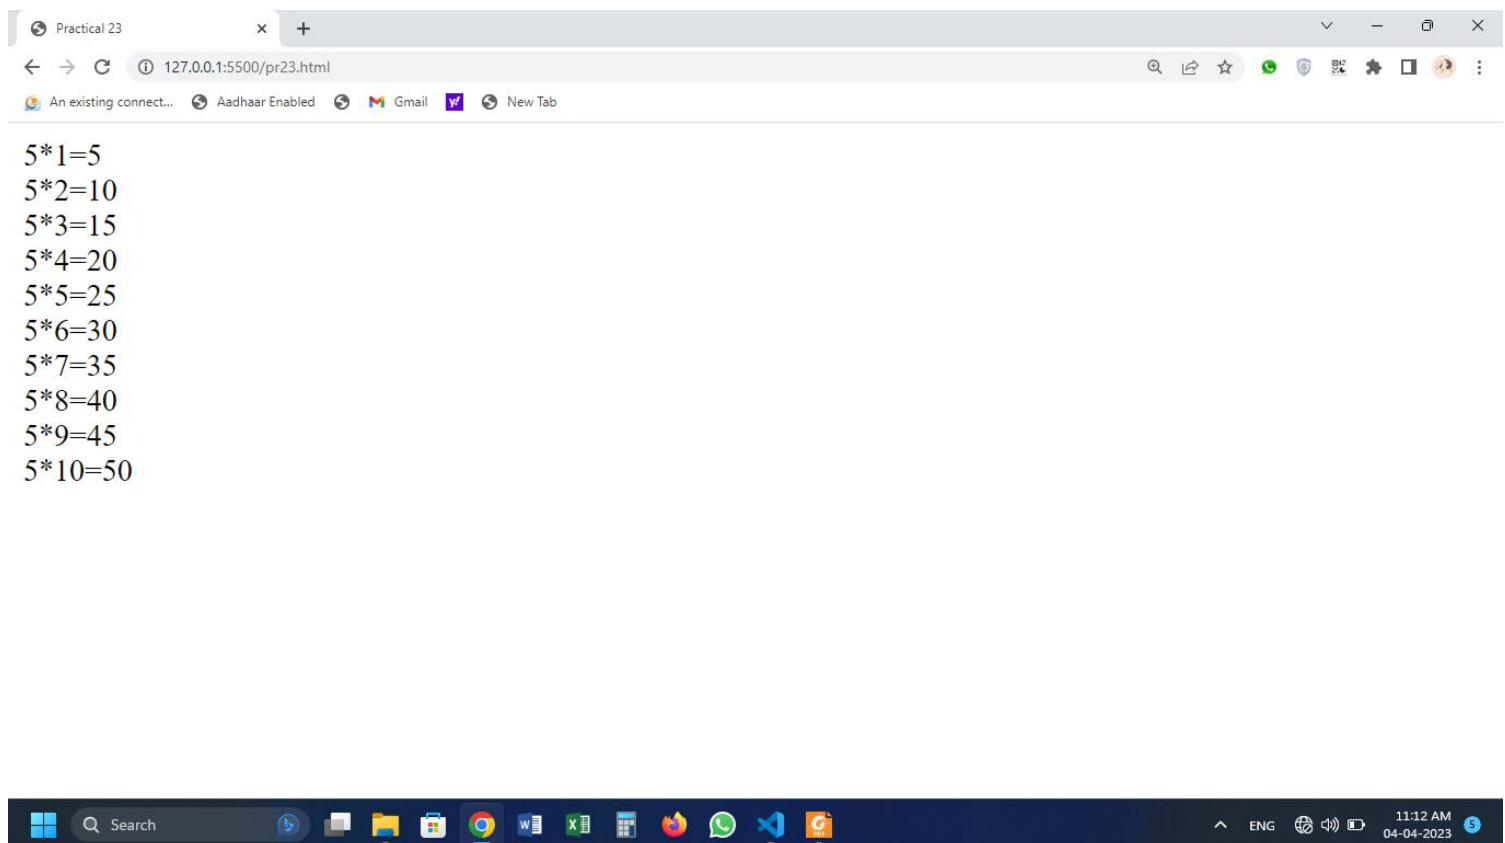 Practical 23
127.0.0.1:5500/pr23.html
An existing connect... Aadhaar Enabled Gmail New Tab
5*1=5
5*2=10
5*3=15
5*4=20
5*5=25
5*6=30
5*7=35
5*8=40
5*9=45
5*10=50
Search
ENG
11:12 AM
04-04-2023
5